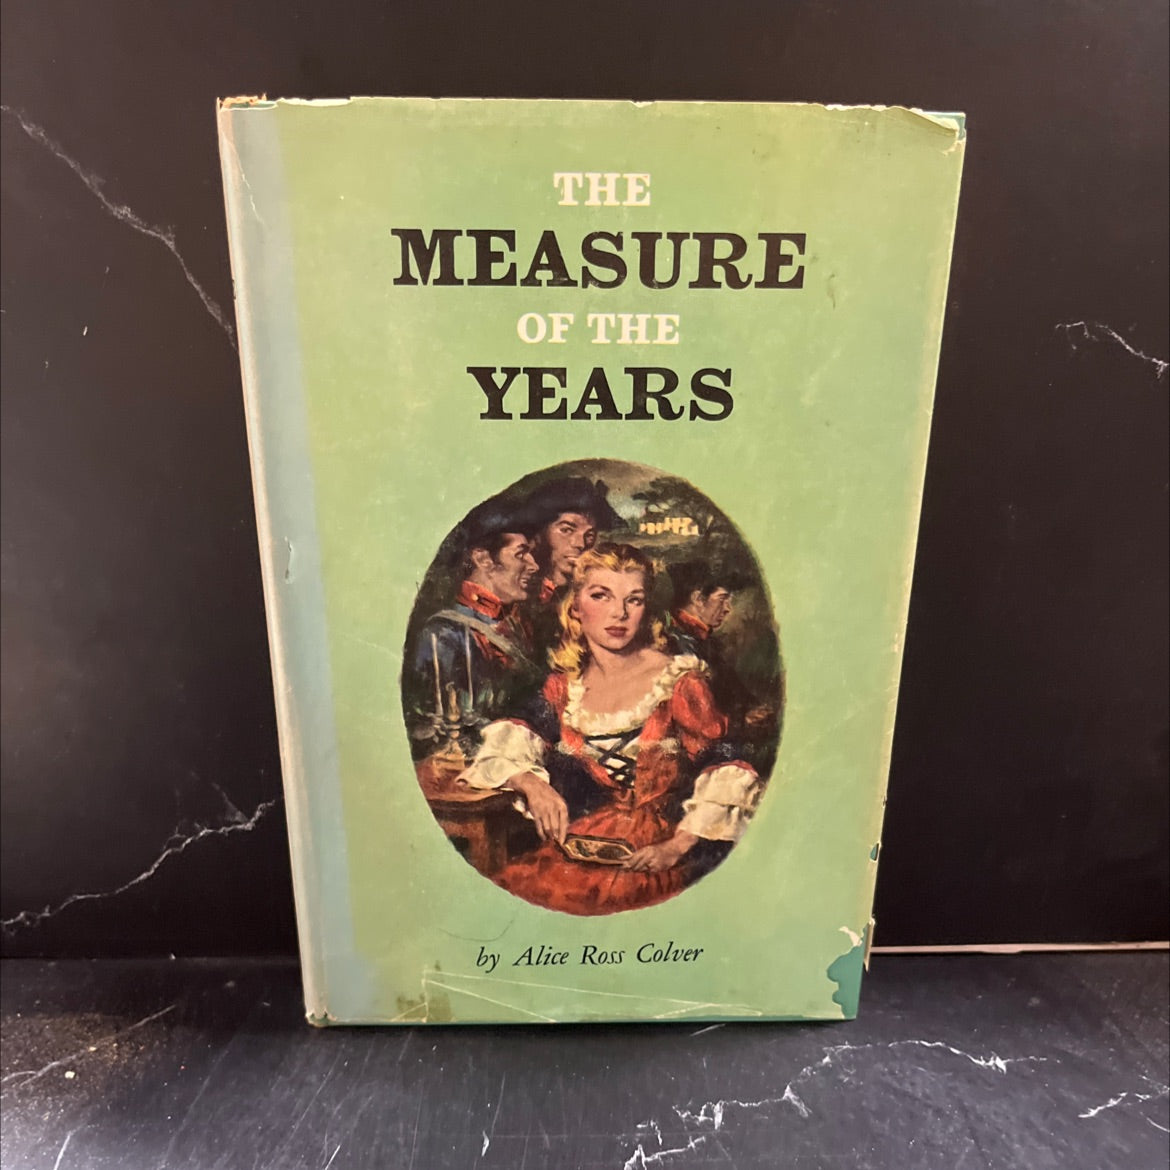 THE
MEASURE
OF THE
YEARS
by Alice Ross Colver